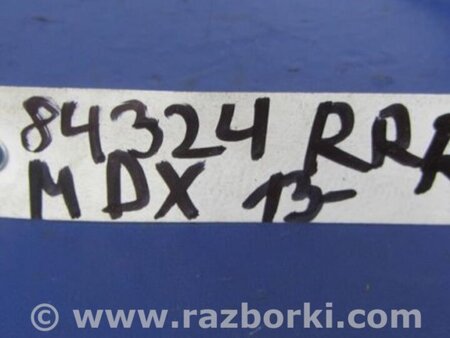 84324 RRR
MDX 13-
© www.razborki.com